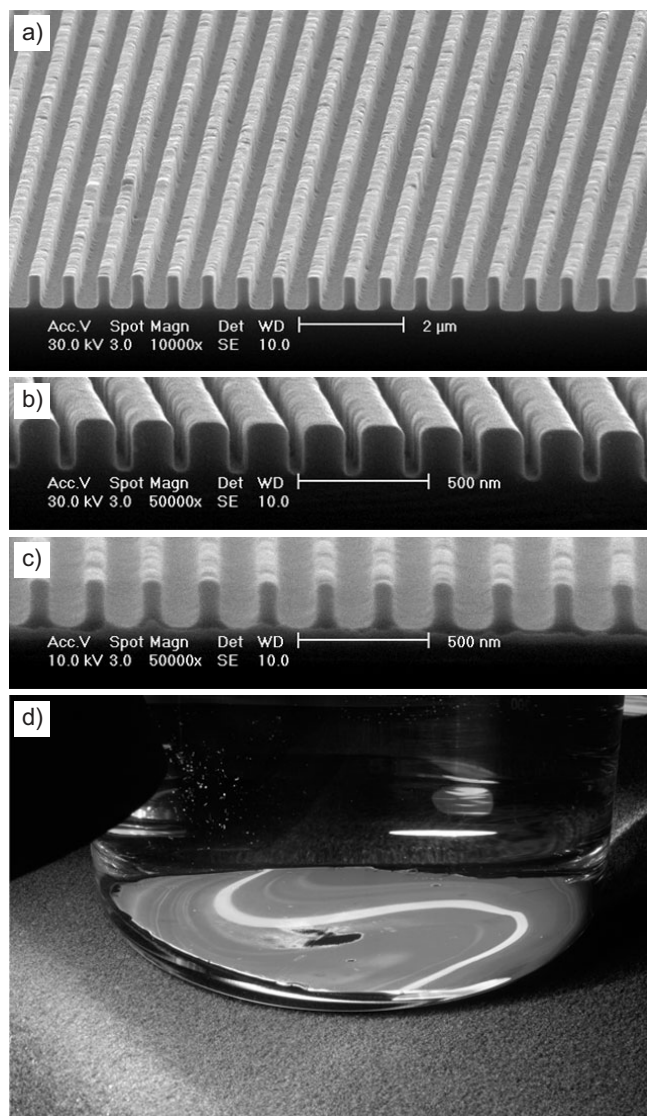 a)
Acc.V Spot Magn Det WD 2 µm
30.0 kV 3.0 10000x SE 10.0
b)
Acc.V Spot Magn Det WD 500 nm
30.0 kV 3.0 50000x SE 10.0
c)
Acc.V Spot Magn Det WD 500 nm
10.0 kV 3.0 50000x SE 10.0
d)